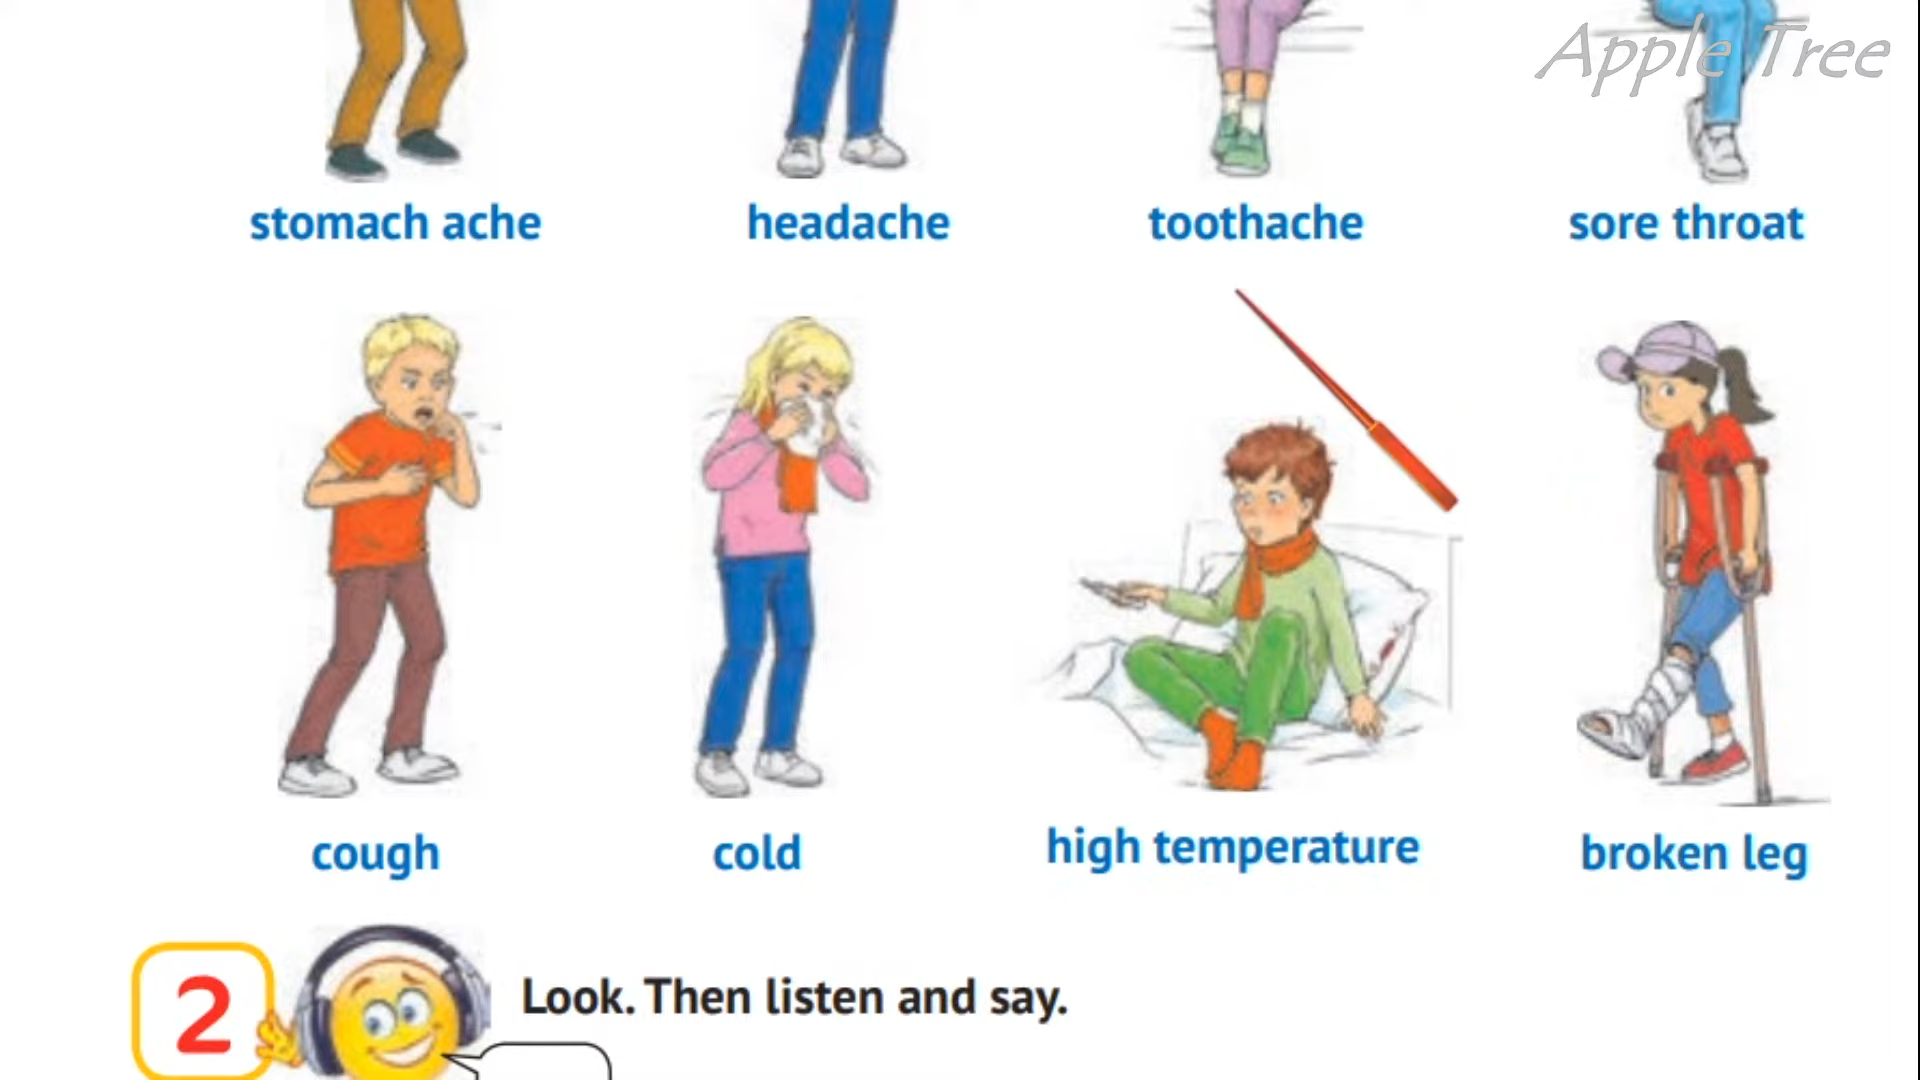 Apple Tree
stomach ache
headache
toothache
sore throat
cough
cold
high temperature
broken leg
2
Look. Then listen and say.